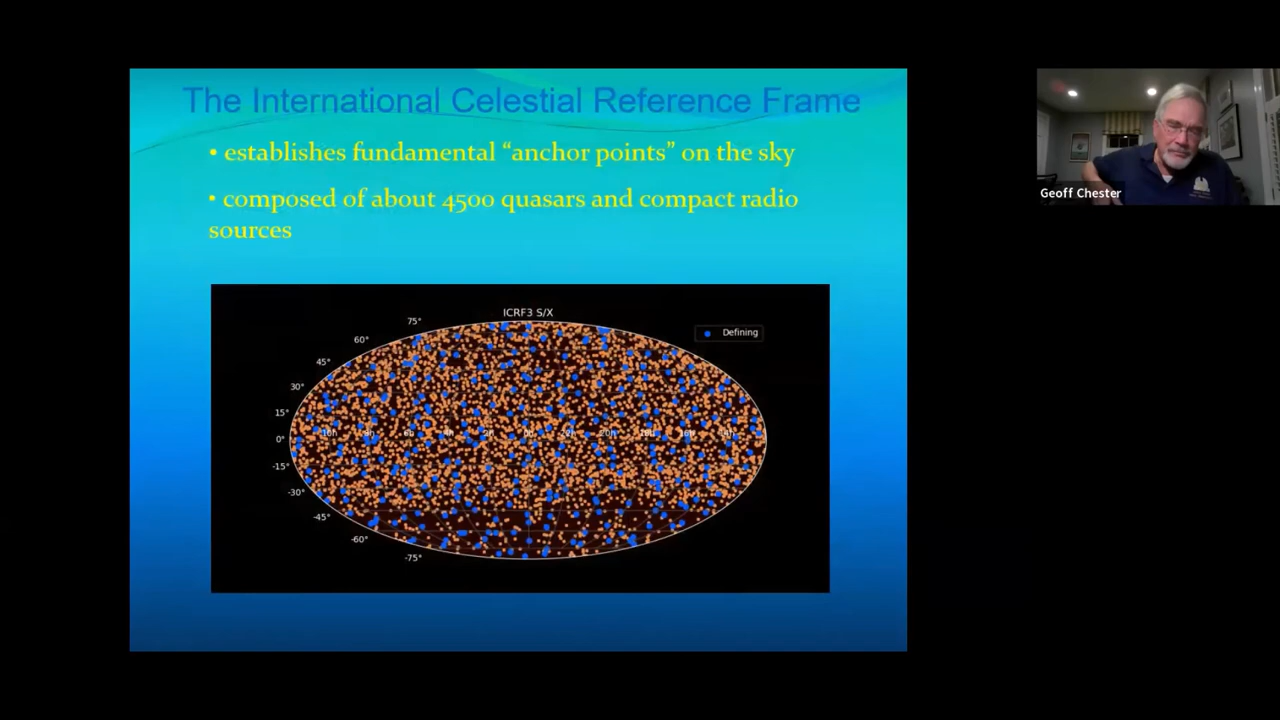 The International Celestial Reference Frame
• establishes fundamental “anchor points” on the sky
• composed of about 4500 quasars and compact radio
sources
Geoff Chester
ICRF3 S/X
Defining
75°
60°
45°
30°
15°
0°
-15°
-30°
-45°
-60°
-75°